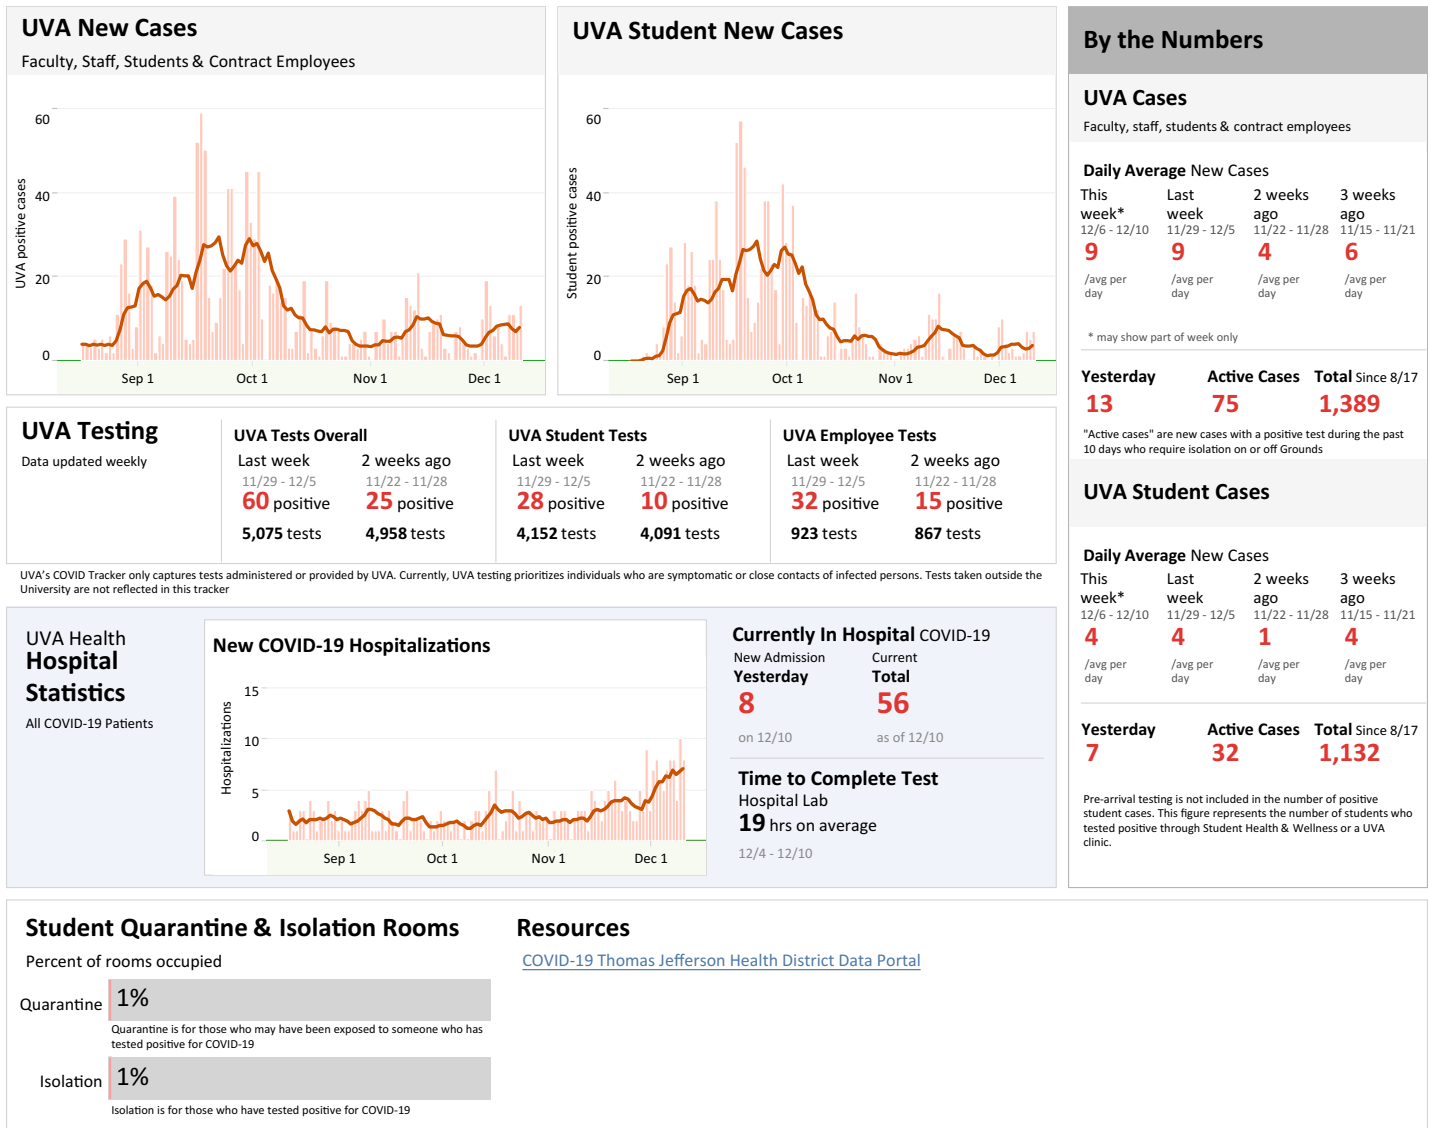 UVA New Cases
Faculty, Staff, Students & Contract Employees
UVA positive cases
60
40
20
0
Sep 1
Oct 1
Nov 1
Dec 1
UVA Student New Cases
Student positive cases
60
40
20
0
Sep 1
Oct 1
Nov 1
Dec 1
By the Numbers
UVA Cases
Faculty, staff, students & contract employees
Daily Average New Cases
This week*
12/6 - 12/10
9
/avg per day
Last week
11/29 - 12/5
9
/avg per day
2 weeks ago
11/22 - 11/28
4
/avg per day
3 weeks ago
11/15 - 11/21
6
/avg per day
* may show part of week only
Yesterday
13
Active Cases
75
Total Since 8/17
1,389
"Active cases" are new cases with a positive test during the past
10 days who require isolation on or off Grounds
UVA Student Cases
Daily Average New Cases
This week*
12/6 - 12/10
4
/avg per day
Last week
11/29 - 12/5
4
/avg per day
2 weeks ago
11/22 - 11/28
1
/avg per day
3 weeks ago
11/15 - 11/21
4
/avg per day
Yesterday
7
Active Cases
32
Total Since 8/17
1,132
Pre-arrival testing is not included in the number of positive
student cases. This figure represents the number of students who
tested positive through Student Health & Wellness or a UVA
clinic.
UVA Testing
Data updated weekly
UVA Tests Overall
Last week
11/29 - 12/5
60 positive
5,075 tests
2 weeks ago
11/22 - 11/28
25 positive
4,958 tests
UVA Student Tests
Last week
11/29 - 12/5
28 positive
4,152 tests
2 weeks ago
11/22 - 11/28
10 positive
4,091 tests
UVA Employee Tests
Last week
11/29 - 12/5
32 positive
923 tests
2 weeks ago
11/22 - 11/28
15 positive
867 tests
UVA's COVID Tracker only captures tests administered or provided by UVA. Currently, UVA testing prioritizes individuals who are symptomatic or close contacts of infected persons. Tests taken outside the
University are not reflected in this tracker
UVA Health
Hospital
Statistics
All COVID-19 Patients
New COVID-19 Hospitalizations
Hospitalizations
15
10
5
0
Sep 1
Oct 1
Nov 1
Dec 1
Currently In Hospital COVID-19
New Admission
Yesterday
8
on 12/10
Current
Total
56
as of 12/10
Time to Complete Test
Hospital Lab
19 hrs on average
12/4 - 12/10
Student Quarantine & Isolation Rooms
Percent of rooms occupied
Quarantine
1%
Quarantine is for those who may have been exposed to someone who has
tested positive for COVID-19
Isolation
1%
Isolation is for those who have tested positive for COVID-19
Resources
COVID-19 Thomas Jefferson Health District Data Portal